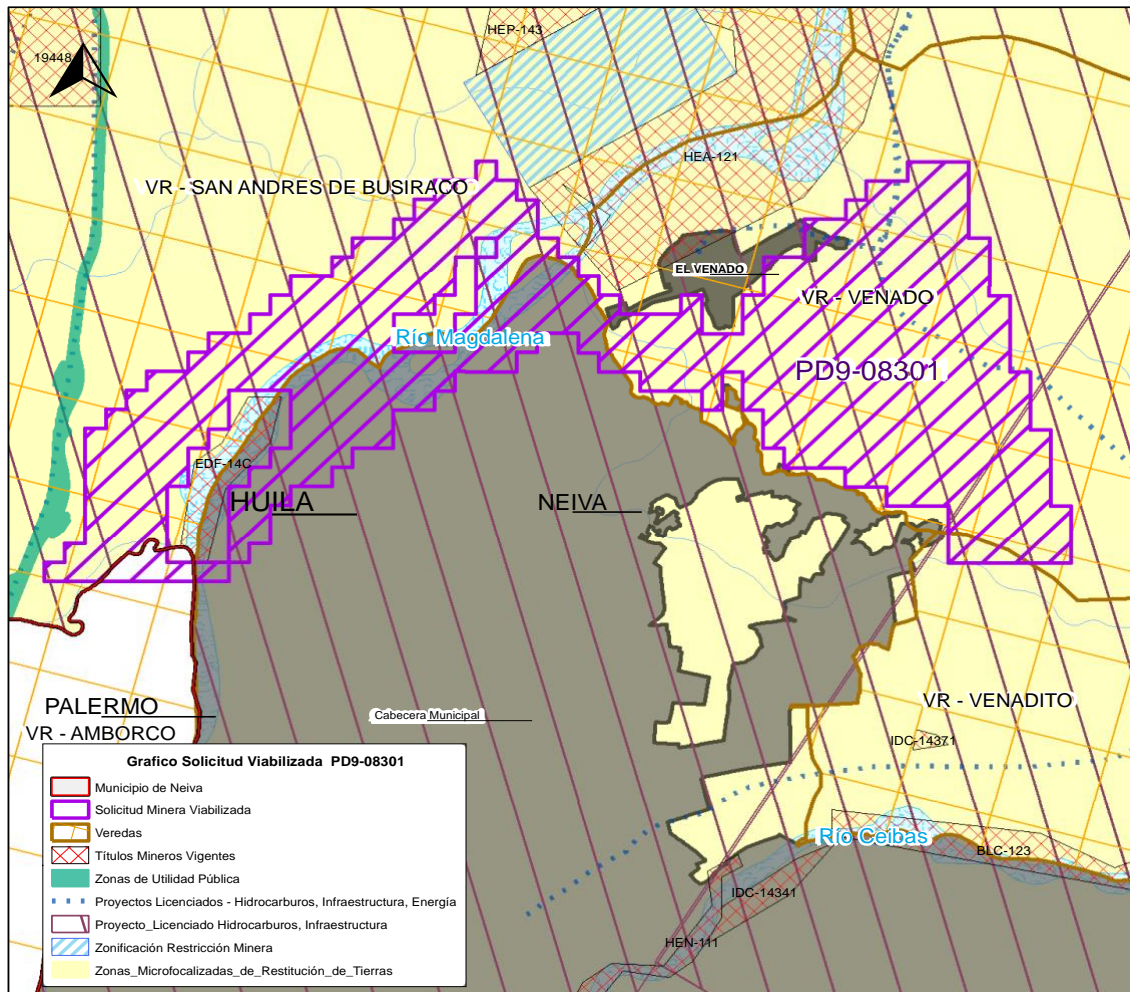 HEP-143
19448
HEA-121
VR - SAN ANDRES DE BUSIRACO
EL VENADO
VR - VENADO
Río Magdalena
PD9-08301
EDF-14C
HUILA
NEIVA
PALERMO
VR - AMBORCO
Cabecera Municipal
VR - VENADITO
IDC-14371
Río Ceibas
BLC-123
IDC-14341
HEN-111
Grafico Solicitud Viabilizada PD9-08301
Municipio de Neiva
Solicitud Minera Viabilizada
Veredas
Títulos Mineros Vigentes
Zonas de Utilidad Pública
Proyectos Licenciados - Hidrocarburos, Infraestructura, Energía
Proyecto_Licenciado Hidrocarburos, Infraestructura
Zonificación Restricción Minera
Zonas_Microfocalizadas_de_Restitución_de_Tierras